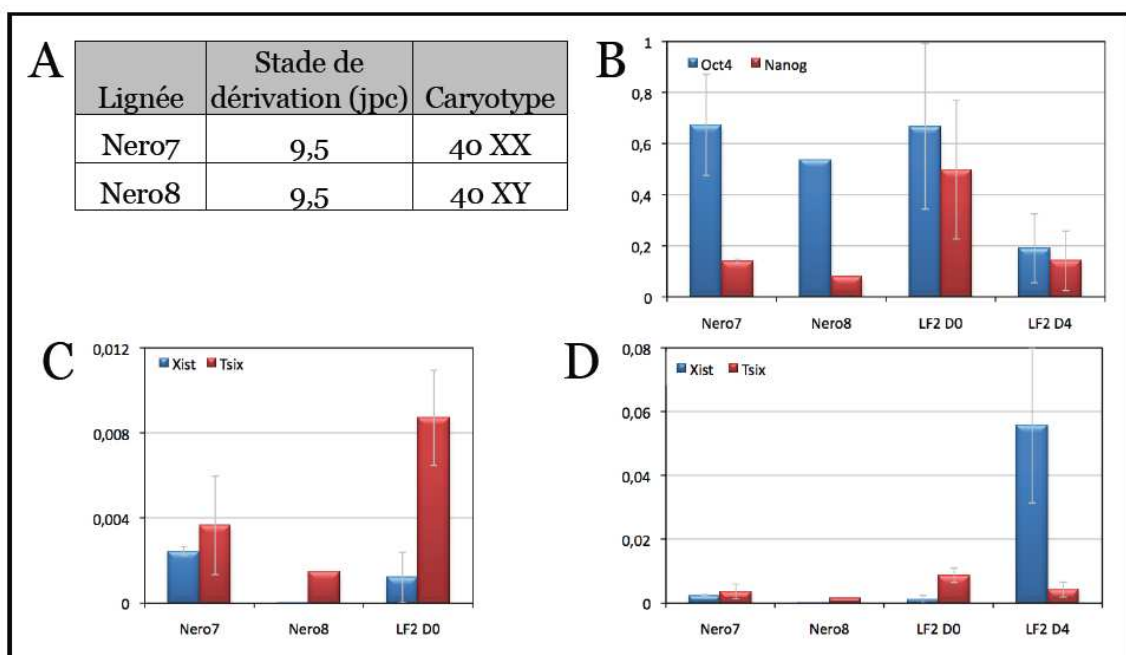 A
Lignée Stade de dérivation (jpc) Caryotype
Nero7 9,5 40 XX
Nero8 9,5 40 XY
B
Oct4 Nanog
1
0,8
0,6
0,4
0,2
0
Nero7 Nero8 LF2 D0 LF2 D4
C
Xist Tsix
0,012
0,008
0,004
0
Nero7 Nero8 LF2 D0
D
Xist Tsix
0,08
0,06
0,04
0,02
0
Nero7 Nero8 LF2 D0 LF2 D4